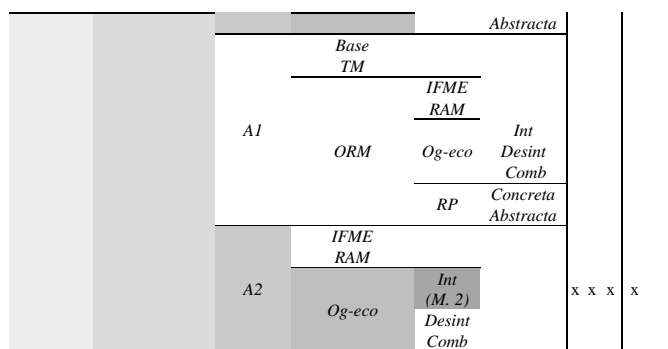 Abstracta
Base
TM
IFME
RAM
A1
ORM
Og-eco
Int
Desint
Comb
RP
Concreta
Abstracta
IFME
RAM
A2
Og-eco
Int
(M. 2)
x x x x
Desint
Comb